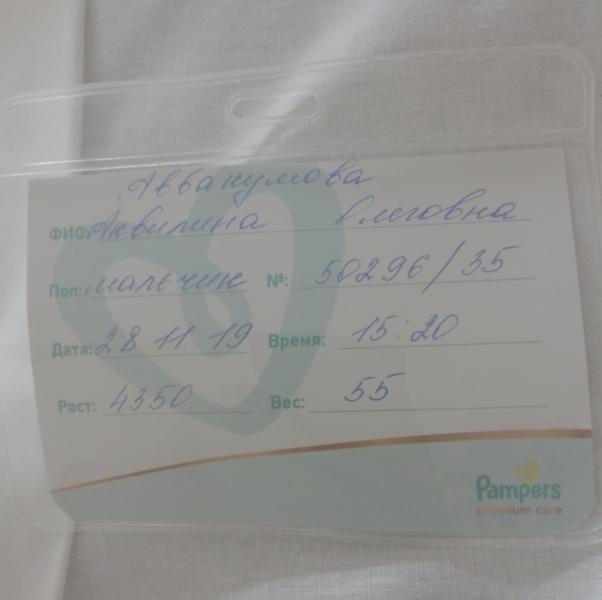 Аввакумова
ФИО: Аквилина Олеговна
Пол: мальчик №: 50296/35
Дата: 28 11 19 Время: 15:20
Рост: 4350 Вес: 55
Pampers
premium care